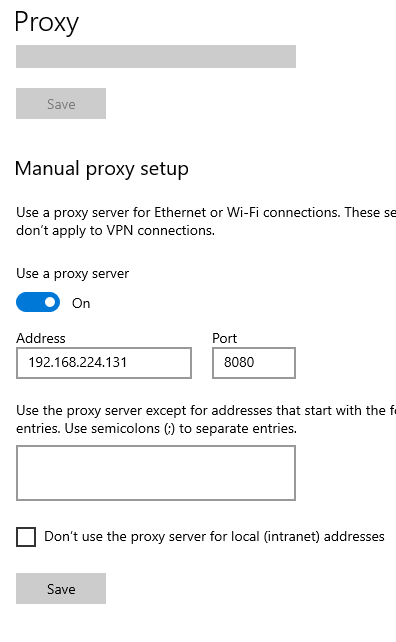 Proxy
Save
Manual proxy setup
Use a proxy server for Ethernet or Wi-Fi connections. These
don't apply to VPN connections.
Use a proxy server
On
Address Port
192.168.224.131 8080
Use the proxy server except for addresses that start with the
entries. Use semicolons (;) to separate entries.
Don't use the proxy server for local (intranet) addresses
Save